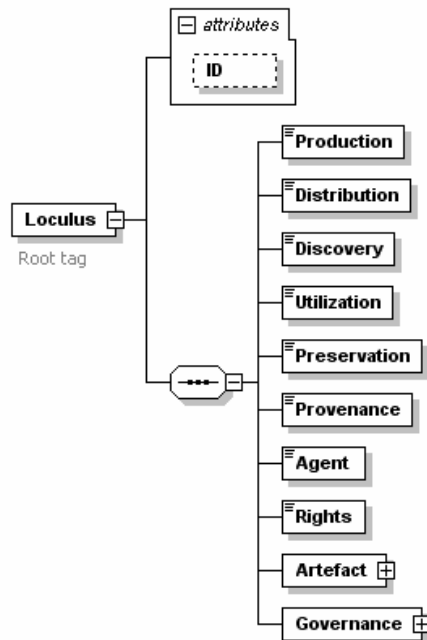 attributes
ID
Loculus
Root tag
Production
Distribution
Discovery
Utilization
Preservation
Provenance
Agent
Rights
Artefact
Governance